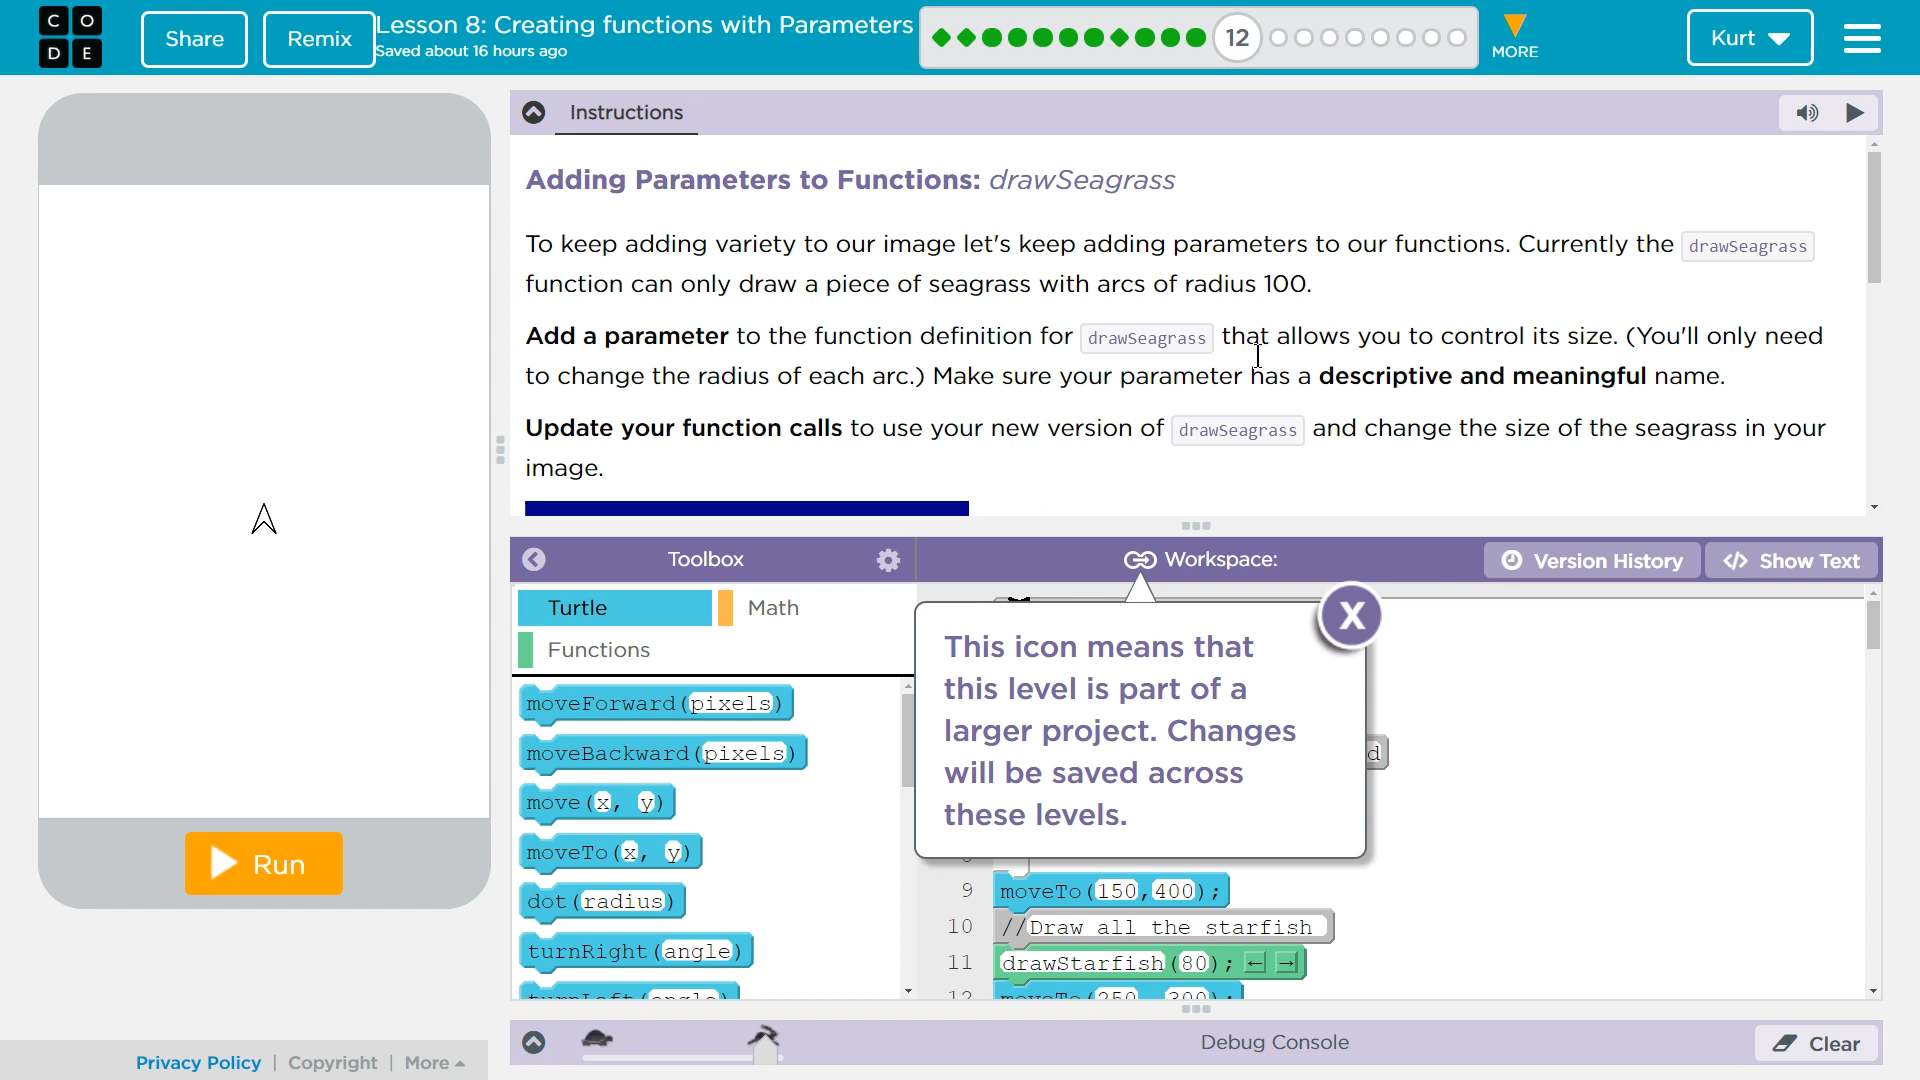 CO
DE
Share
Remix
Lesson 8: Creating functions with Parameters
Saved about 16 hours ago
12
MORE
Kurt
Instructions
Adding Parameters to Functions: drawSeagrass
To keep adding variety to our image let's keep adding parameters to our functions. Currently the drawSeagrass
function can only draw a piece of seagrass with arcs of radius 100.
Add a parameter to the function definition for drawSeagrass that allows you to control its size. (You'll only need
to change the radius of each arc.) Make sure your parameter has a descriptive and meaningful name.
Update your function calls to use your new version of drawSeagrass and change the size of the seagrass in your
image.
Toolbox
Workspace:
Version History
</> Show Text
Turtle
Math
Functions
moveForward(pixels)
moveBackward(pixels)
move(x, y)
moveTo(x, y)
dot(radius)
turnRight(angle)
turnLeft(angle)
X
This icon means that
this level is part of a
larger project. Changes
will be saved across
these levels.
d
9 moveTo(150,400);
10 //Draw all the starfish
11 drawStarfish(80); ← →
12 moveTo(250, 300);
Run
Debug Console
Clear
Privacy Policy | Copyright | More